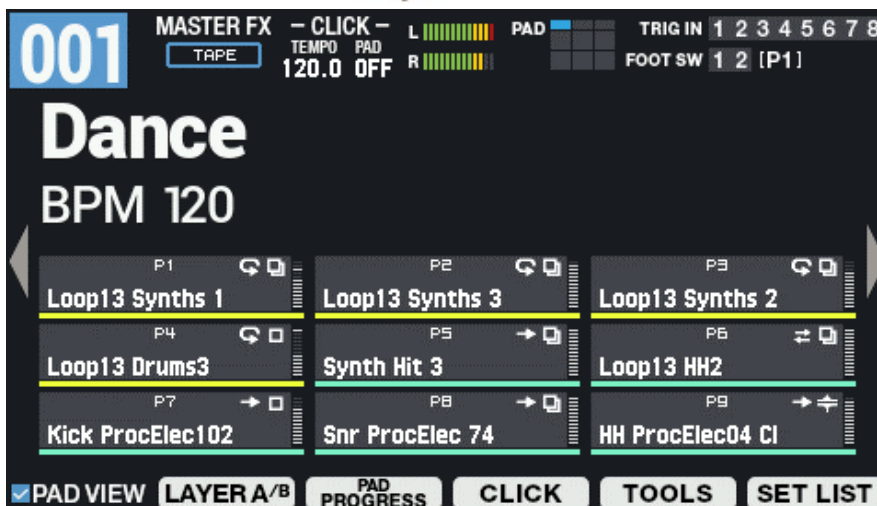 001 MASTER FX TAPE – CLICK – TEMPO PAD 120.0 OFF L R PAD TRIG IN 1 2 3 4 5 6 7 8
FOOT SW 1 2 [P1]
Dance
BPM 120
P1 P2 P3
Loop13 Synths 1 Loop13 Synths 3 Loop13 Synths 2
P4 P5 P6
Loop13 Drums3 Synth Hit 3 Loop13 HH2
P7 P8 P9
Kick ProcElec102 Snr ProcElec 74 HH ProcElec04 Cl
PAD VIEW LAYER A/B PAD PROGRESS CLICK TOOLS SET LIST